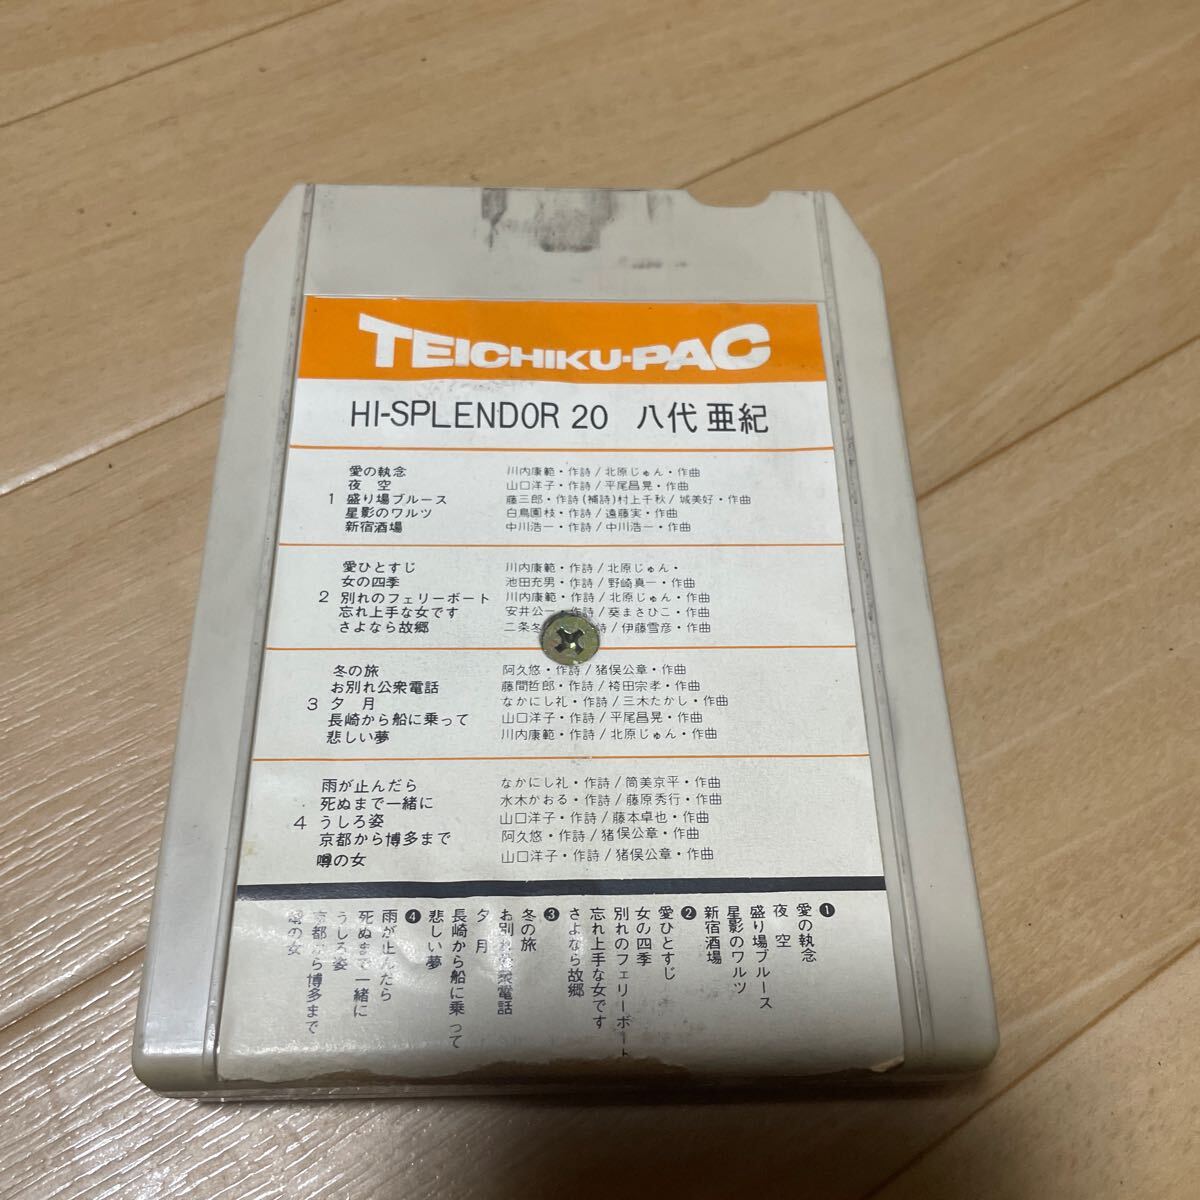 TEICHIKU-PAC
HI-SPLENDOR 20 八代亜紀
1
愛の執念 川内康範・作詩/北原じゅん・作曲
夜空 山口洋子・作詩/平尾昌晃・作曲
盛り場ブルース 藤三郎・作詩(補詩)村上千秋/城美好・作曲
星影のワルツ 白鳥園枝・作詩/遠藤実・作曲
新宿酒場 中川浩一・作詩/中川浩一・作曲
2
愛ひとすじ 川内康範・作詩/北原じゅん・
女の四季 池田充男・作詩/野崎真一・作曲
別れのフェリーボート 川内康範・作詩/北原じゅん・作曲
忘れ上手な女です 安井公一・作詩/葵まさひこ・作曲
さよなら故郷 二条冬 詩/伊藤雪彦・作曲
3
冬の旅 阿久悠・作詩/猪俣公章・作曲
お別れ公衆電話 藤間哲郎・作詩/袴田宗孝・作曲
夕月 なかにし礼・作詩/三木たかし・作曲
長崎から船に乗って 山口洋子・作詩/平尾昌晃・作曲
悲しい夢 川内康範・作詩/北原じゅん・作曲
4
雨が止んだら なかにし礼・作詩/筒美京平・作曲
死ぬまで一緒に 水木かおる・作詩/藤原秀行・作曲
うしろ姿 山口洋子・作詩/藤本卓也・作曲
京都から博多まで 阿久悠・作詩/猪俣公章・作曲
噂の女 山口洋子・作詩/猪俣公章・作曲
❶
愛の執念
夜空
盛り場ブルース
星影のワルツ
新宿酒場
❷
愛ひとすじ
女の四季
別れのフェリーボート
忘れ上手な女です
さよなら故郷
❸
冬の旅
お別れ公衆電話
夕月
長崎から船に乗って
悲しい夢
❹
雨が止んだら
死ぬまで一緒に
うしろ姿
京都から博多まで
噂の女